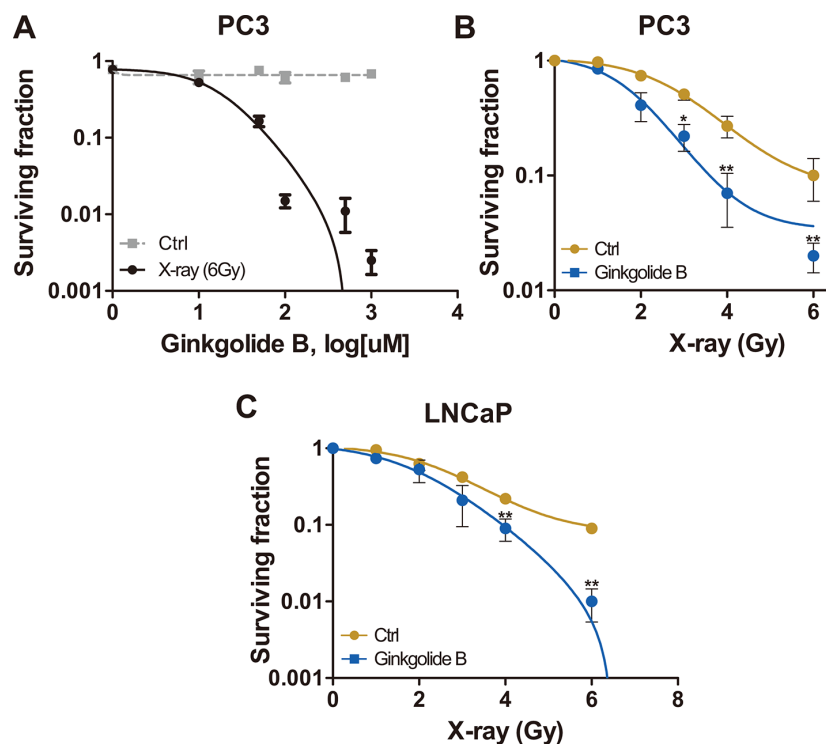 A
PC3
Surviving fraction
1
0.1
0.01
0.001
Ctrl
X-ray (6Gy)
0
1
2
3
4
Ginkgolide B, log[uM]
B
PC3
Surviving fraction
1
0.1
0.01
*
**
**
Ctrl
Ginkgolide B
0
2
4
6
X-ray (Gy)
C
LNCaP
Surviving fraction
1
0.1
0.01
0.001
**
**
Ctrl
Ginkgolide B
0
2
4
6
8
X-ray (Gy)